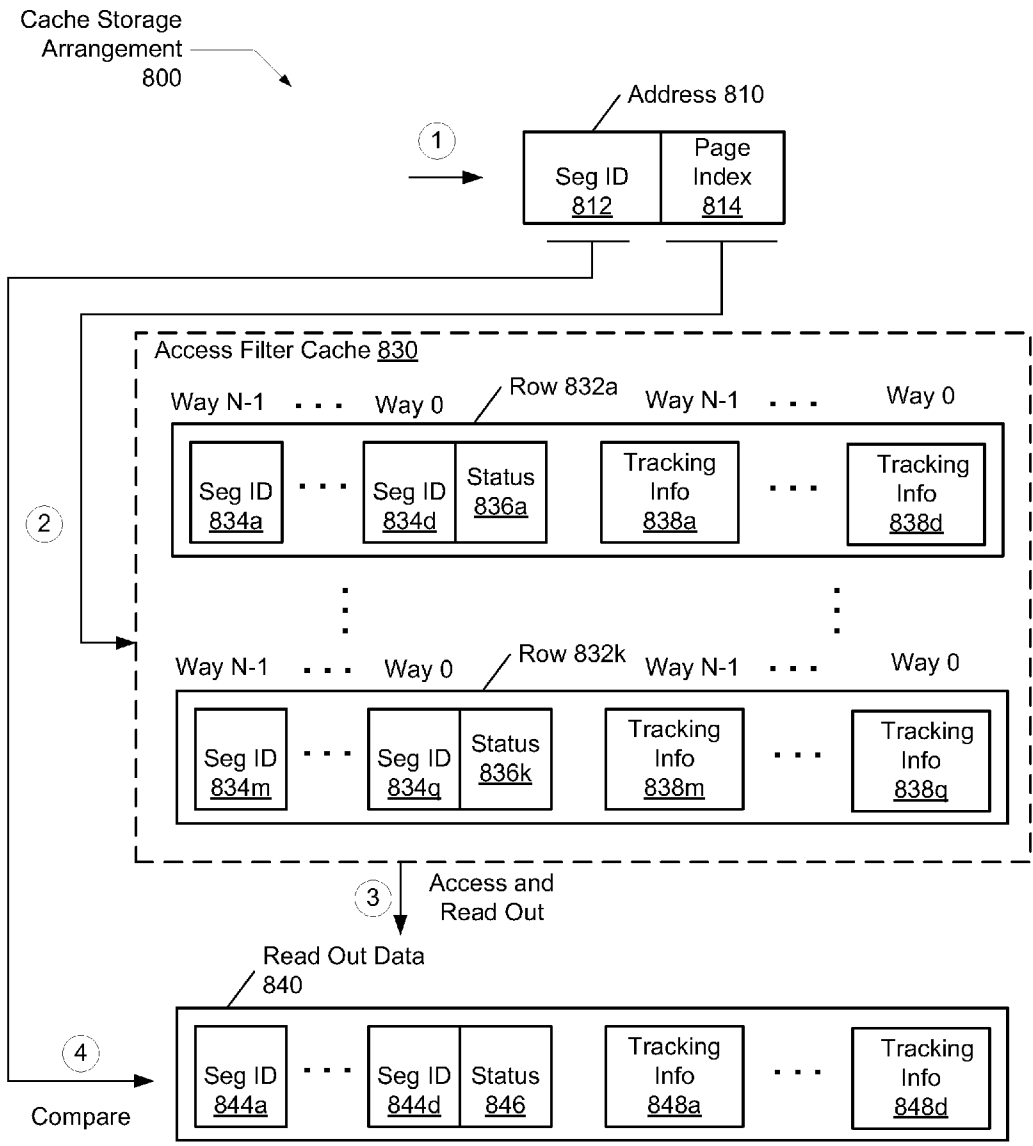 Cache Storage
Arrangement
800
Address 810
1
Seg ID
812
Page
Index
814
Access Filter Cache 830
Row 832a
Way N-1 . . . Way 0 Way N-1 . . . Way 0
Seg ID
834a
. . .
Seg ID
834d
Status
836a
Tracking
Info
838a
. . .
Tracking
Info
838d
2
Row 832k
Way N-1 . . . Way 0 Way N-1 . . . Way 0
Seg ID
834m
. . .
Seg ID
834q
Status
836k
Tracking
Info
838m
. . .
Tracking
Info
838q
3
Access and
Read Out
Read Out Data
840
4
Compare
Seg ID
844a
. . .
Seg ID
844d
Status
846
Tracking
Info
848a
. . .
Tracking
Info
848d